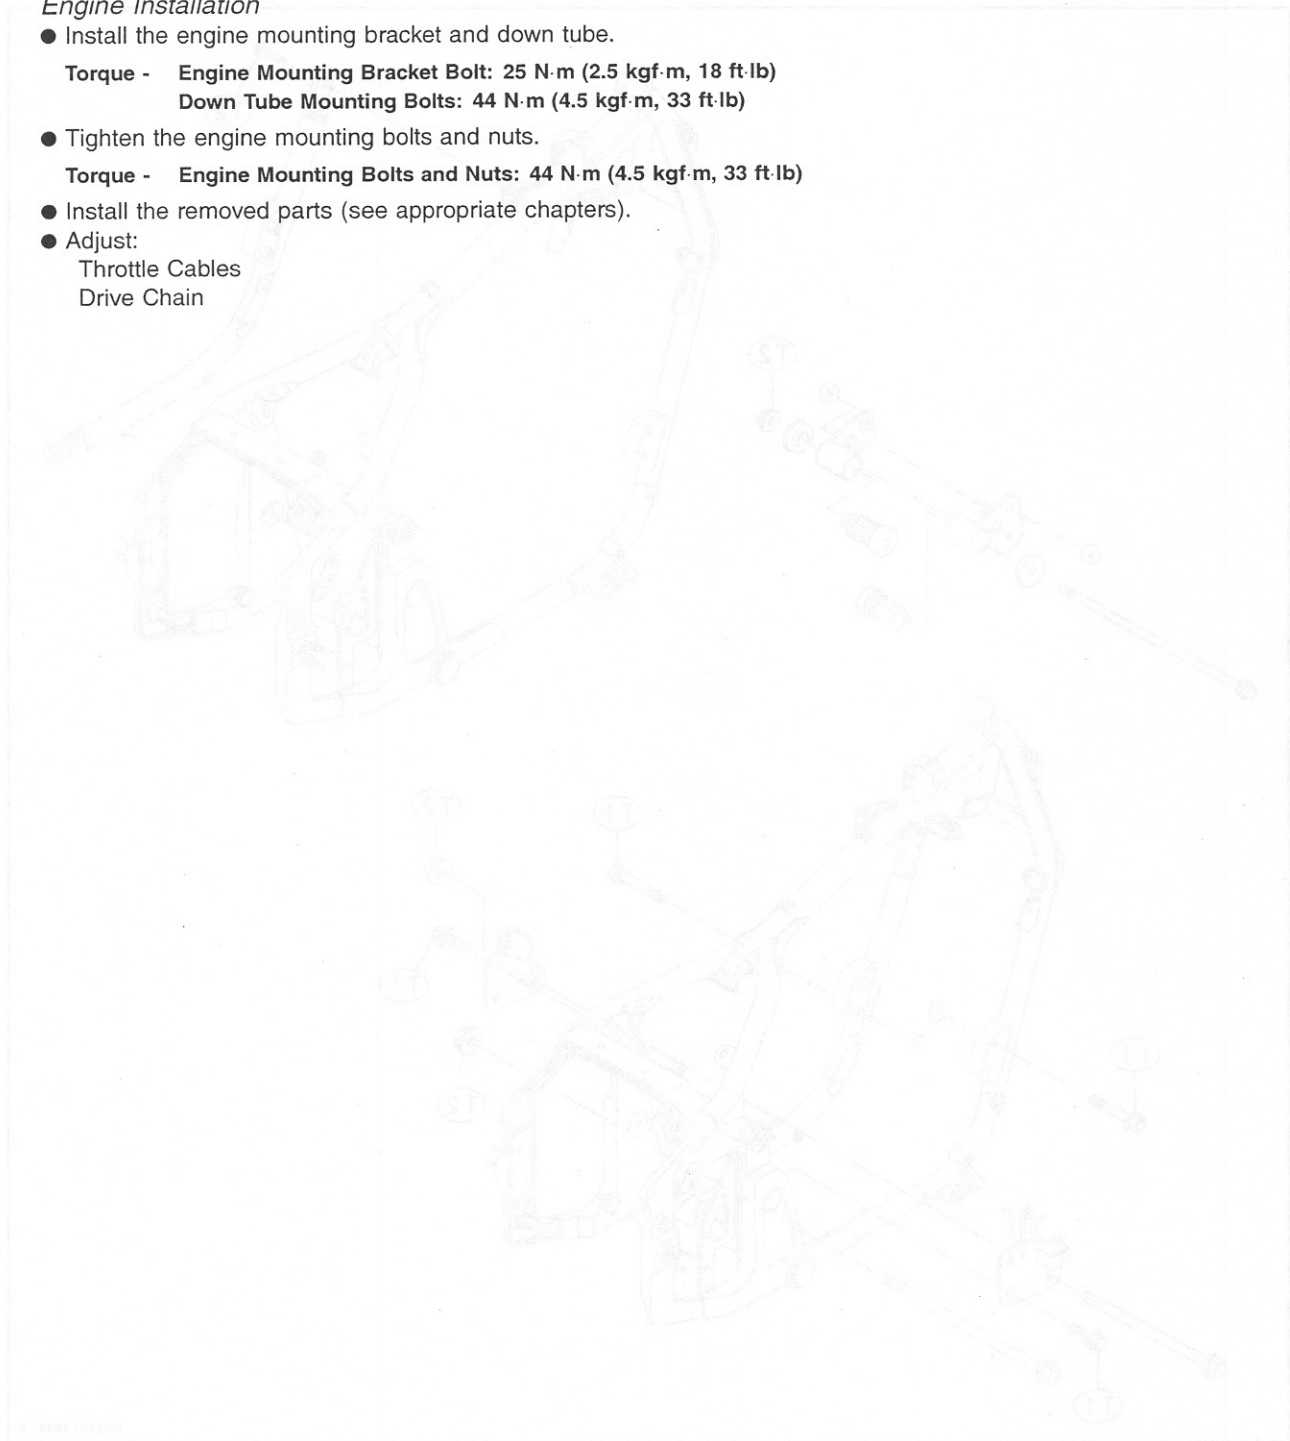 Engine Installation
● Install the engine mounting bracket and down tube.
Torque - Engine Mounting Bracket Bolt: 25 N·m (2.5 kgf·m, 18 ft·lb)
Down Tube Mounting Bolts: 44 N·m (4.5 kgf·m, 33 ft·lb)
● Tighten the engine mounting bolts and nuts.
Torque - Engine Mounting Bolts and Nuts: 44 N·m (4.5 kgf·m, 33 ft·lb)
● Install the removed parts (see appropriate chapters).
● Adjust:
Throttle Cables
Drive Chain